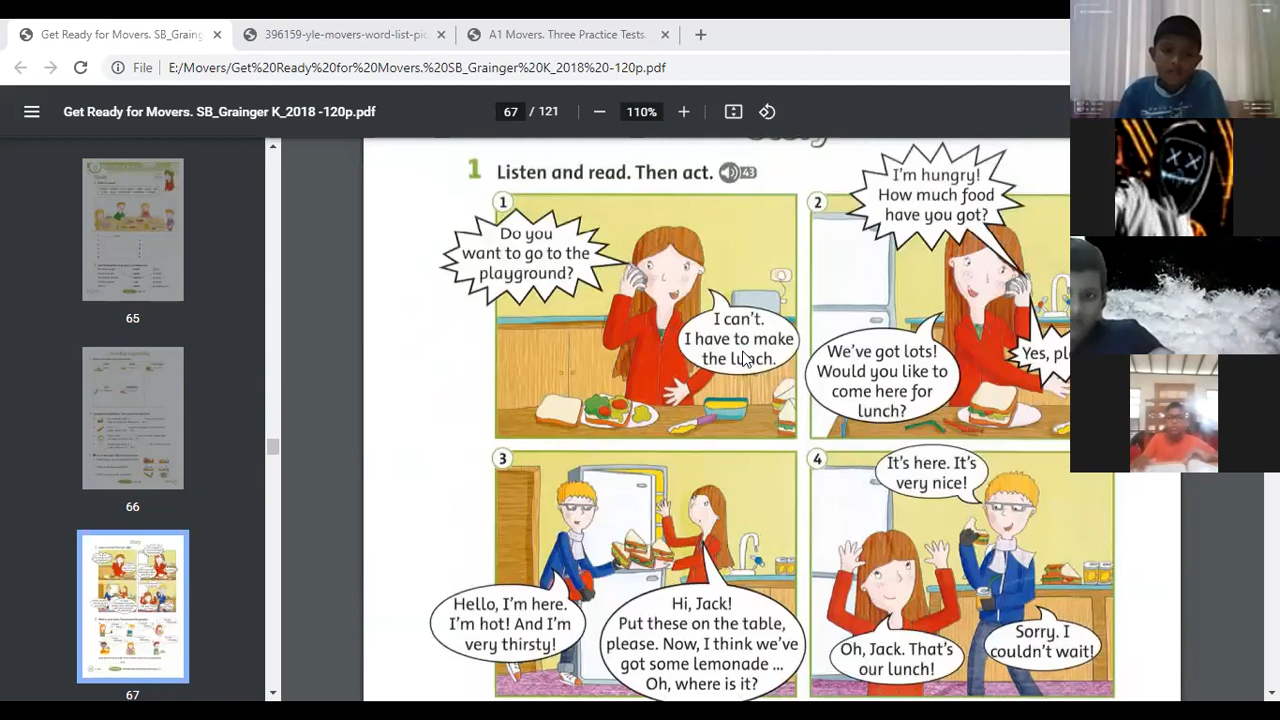 Get Ready for Movers. SB_Grainge
396159-yle-movers-word-list-pic
A1 Movers. Three Practice Tests.
File
E:/Movers/Get%20Ready%20for%20Movers.%20SB_Grainger%20K_2018%20-120p.pdf
Get Ready for Movers. SB_Grainger K_2018 -120p.pdf
67 / 121
110%
65
66
67
Story
1 Listen and read. Then act. 43
1
Do you
want to go to the
playground?
I can't.
I have to make
the lunch.
2
I'm hungry!
How much food
have you got?
We've got lots!
Would you like to
come here for
lunch?
Yes, pl
3
Hello, I'm here.
I'm hot! And I'm
very thirsty!
Hi, Jack!
Put these on the table,
please. Now, I think we've
got some lemonade ...
Oh, where is it?
4
It's here. It's
very nice!
Oh, Jack. That's
our lunch!
Sorry. I
couldn't wait!